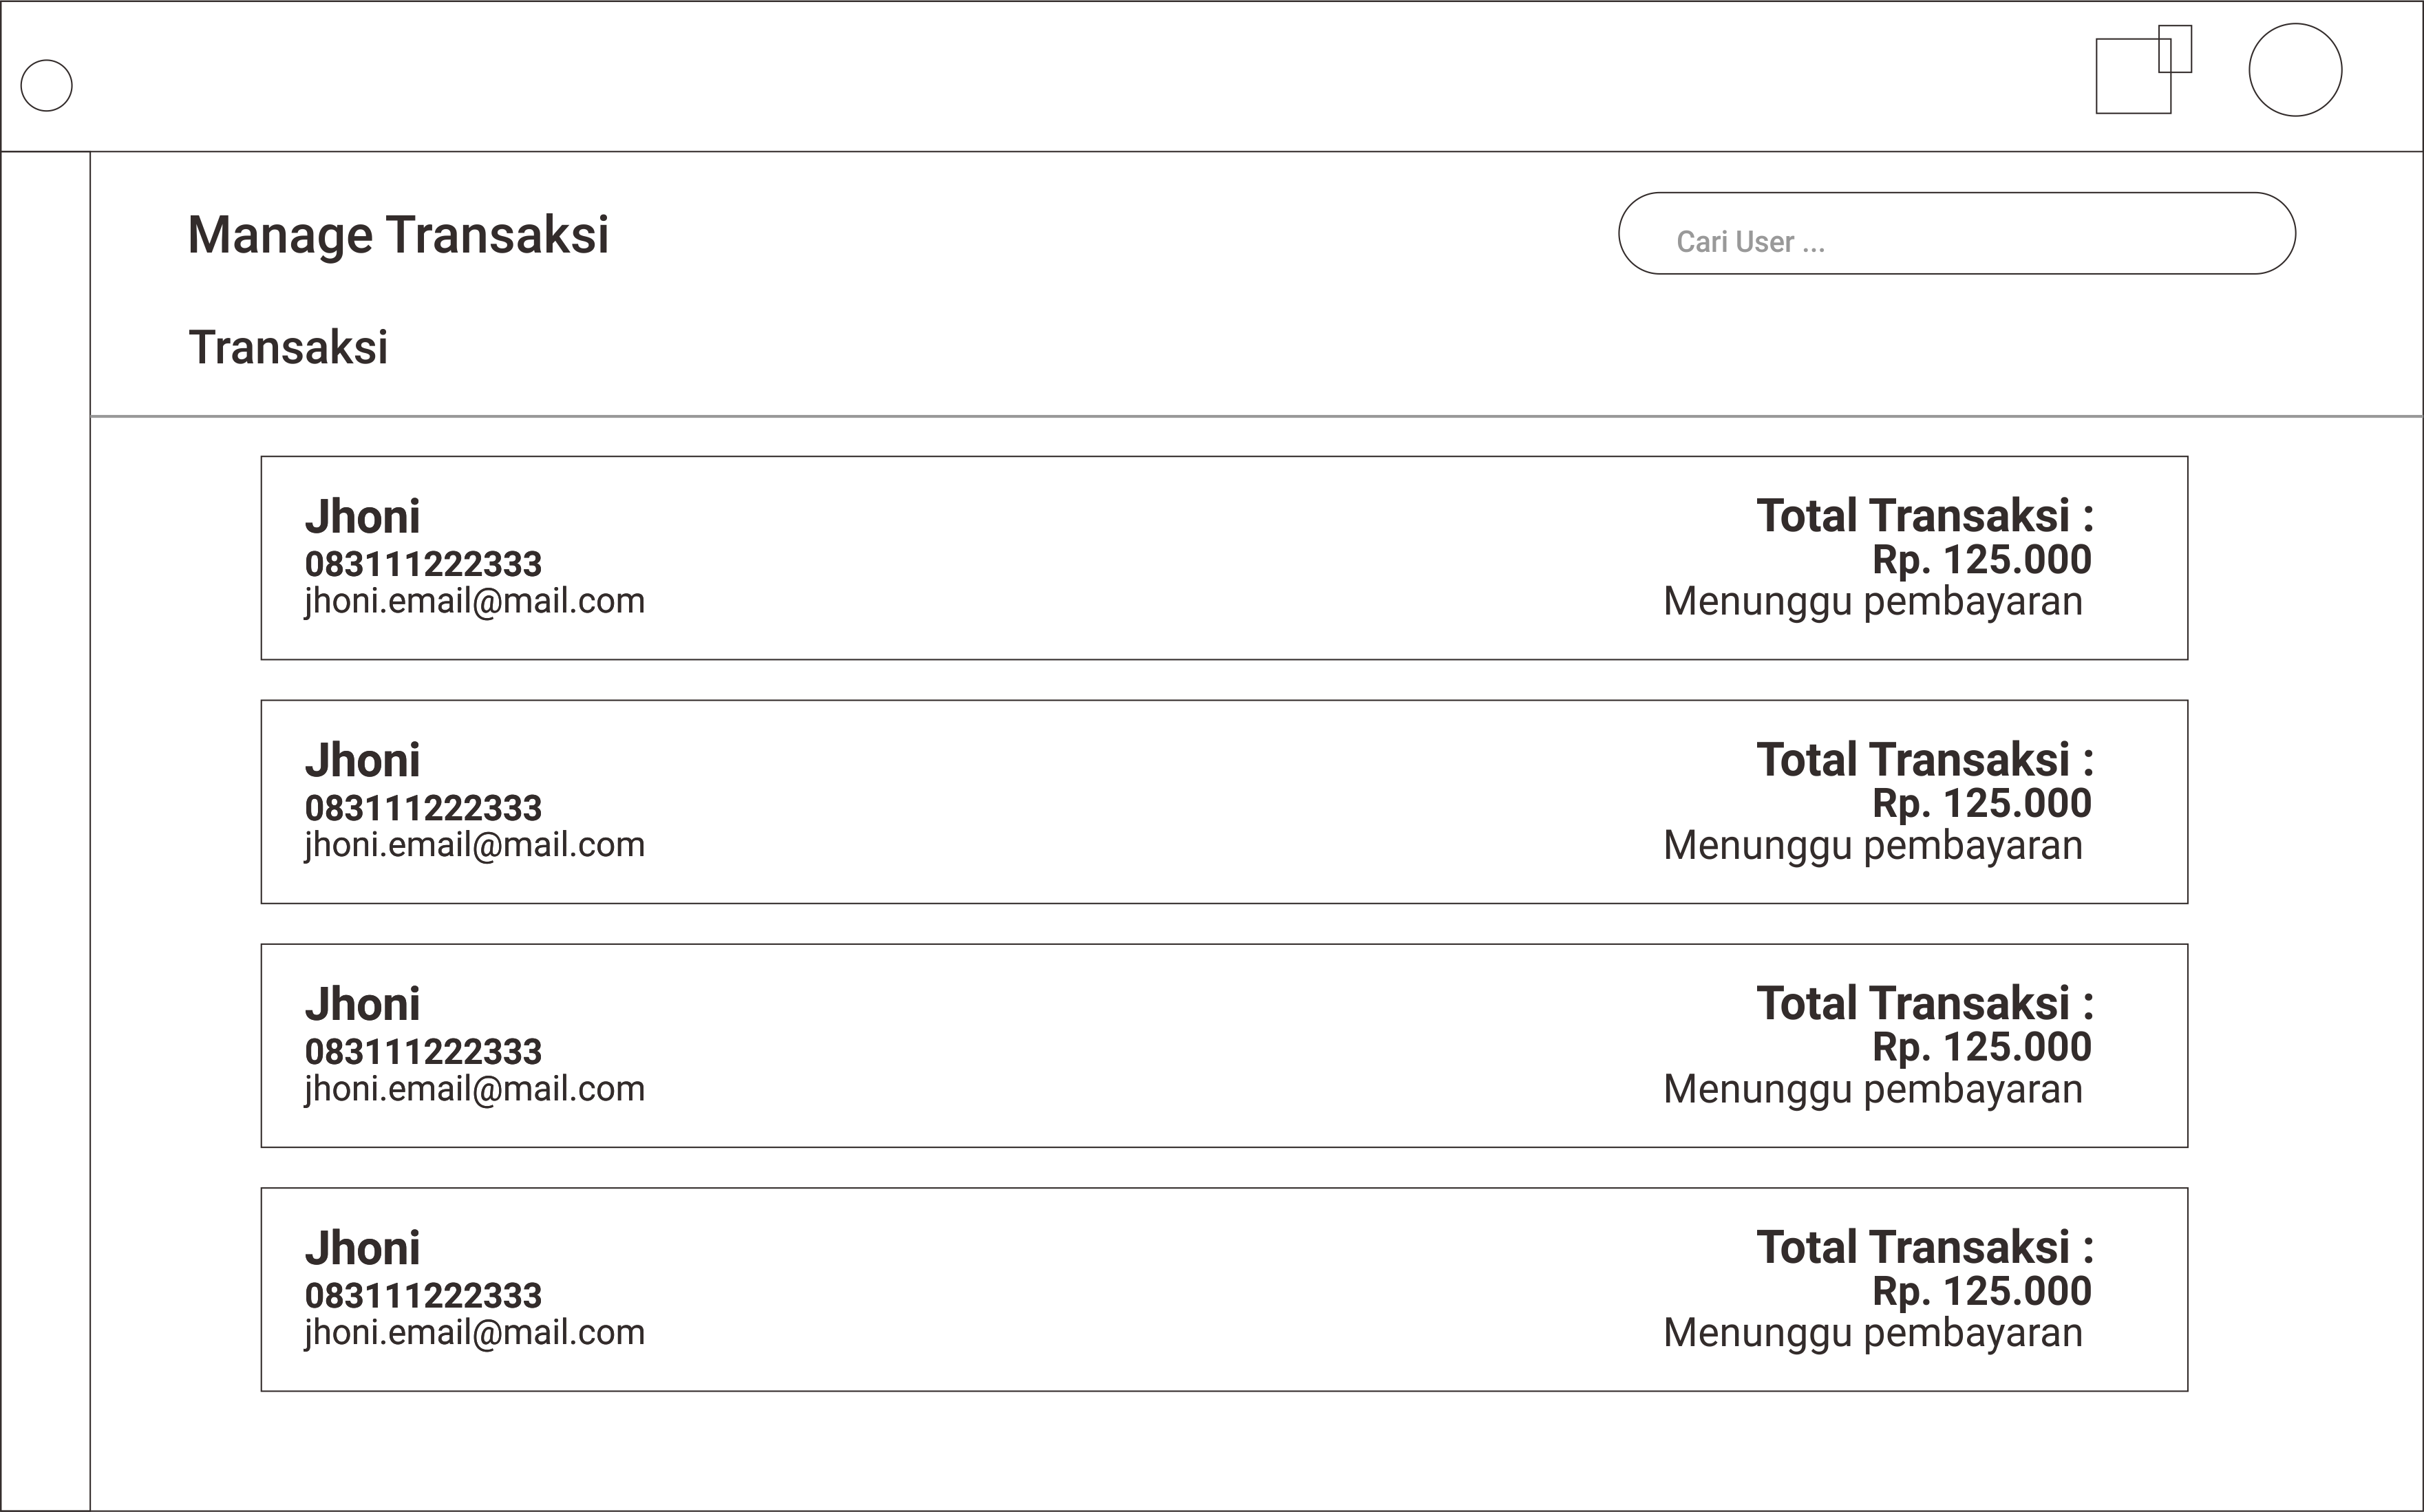 Manage Transaksi
Cari User ...
Transaksi
Jhoni
083111222333
jhoni.email@mail.com
Total Transaksi :
Rp. 125.000
Menunggu pembayaran
Jhoni
083111222333
jhoni.email@mail.com
Total Transaksi :
Rp. 125.000
Menunggu pembayaran
Jhoni
083111222333
jhoni.email@mail.com
Total Transaksi :
Rp. 125.000
Menunggu pembayaran
Jhoni
083111222333
jhoni.email@mail.com
Total Transaksi :
Rp. 125.000
Menunggu pembayaran